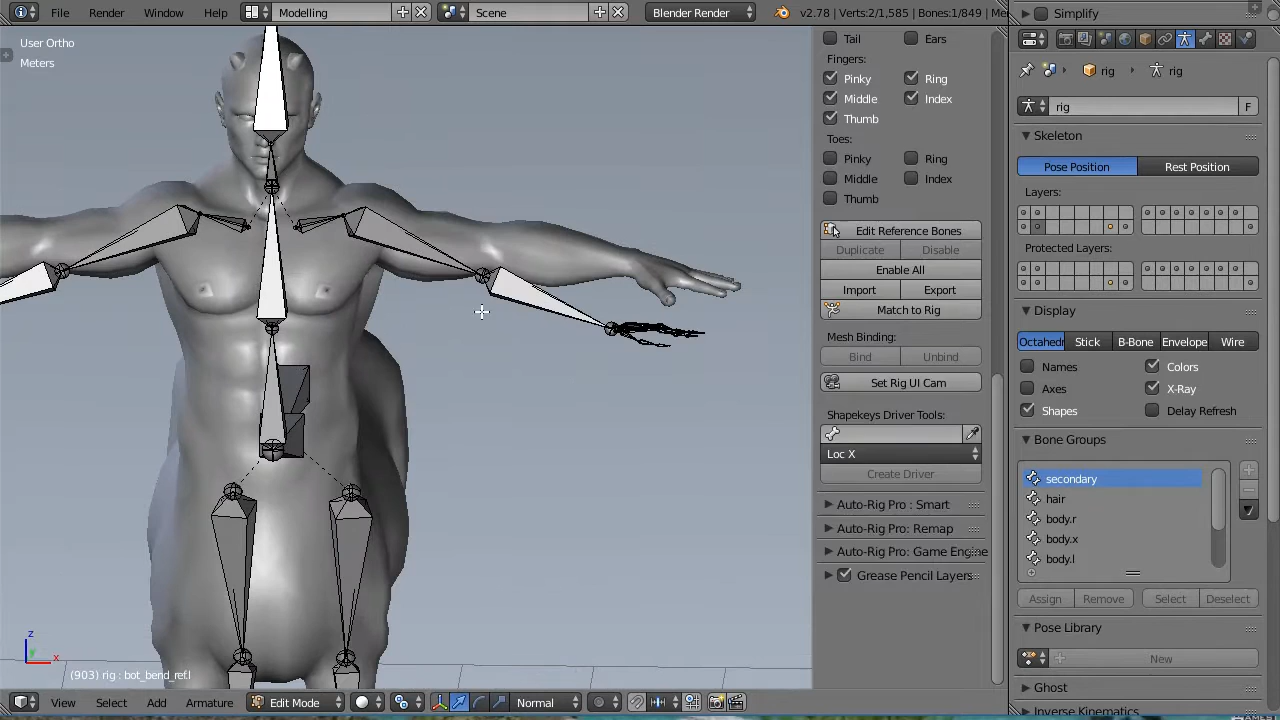 File Render Window Help Modelling Scene Blender Render v2.78 | Verts:2/1,585 | Bones:1/849 | Me
User Ortho
Meters
(903) rig : bot_bend_ref.l
z
y
x
View Select Add Armature Edit Mode Normal
Tail Ears
Fingers:
Pinky Ring
Middle Index
Thumb
Toes:
Pinky Ring
Middle Index
Thumb
Edit Reference Bones
Duplicate Disable
Enable All
Import Export
Match to Rig
Mesh Binding:
Bind Unbind
Set Rig UI Cam
Shapekeys Driver Tools:
Loc X
Create Driver
Auto-Rig Pro : Smart
Auto-Rig Pro: Remap
Auto-Rig Pro: Game Engine
Grease Pencil Layers
Simplify
rig rig
rig F
Skeleton
Pose Position Rest Position
Layers:
Protected Layers:
Display
Octahedr Stick B-Bone Envelope Wire
Names Colors
Axes X-Ray
Shapes Delay Refresh
Bone Groups
secondary
hair
body.r
body.x
body.l
Assign Remove Select Deselect
Pose Library
New
Ghost
Inverse Kinematics